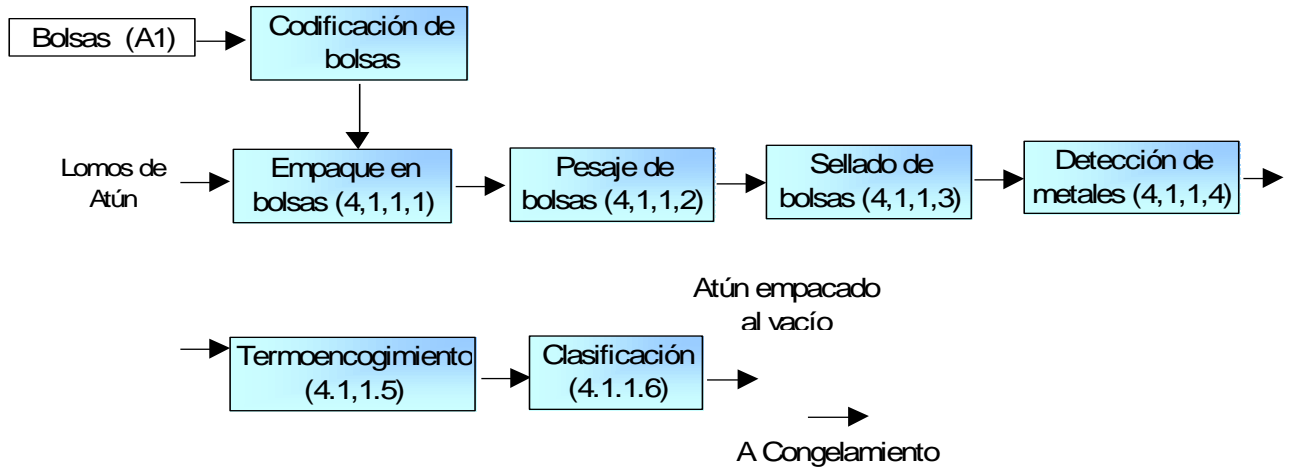 Bolsas (A1)
Codificación de
bolsas
Lomos de
Atún
Empaque en
bolsas (4,1,1,1)
Pesaje de
bolsas (4,1,1,2)
Sellado de
bolsas (4,1,1,3)
Detección de
metales (4,1,1,4)
Termoencogimiento
(4.1,1.5)
Clasificación
(4.1.1.6)
Atún empacado
al vacío
A Congelamiento